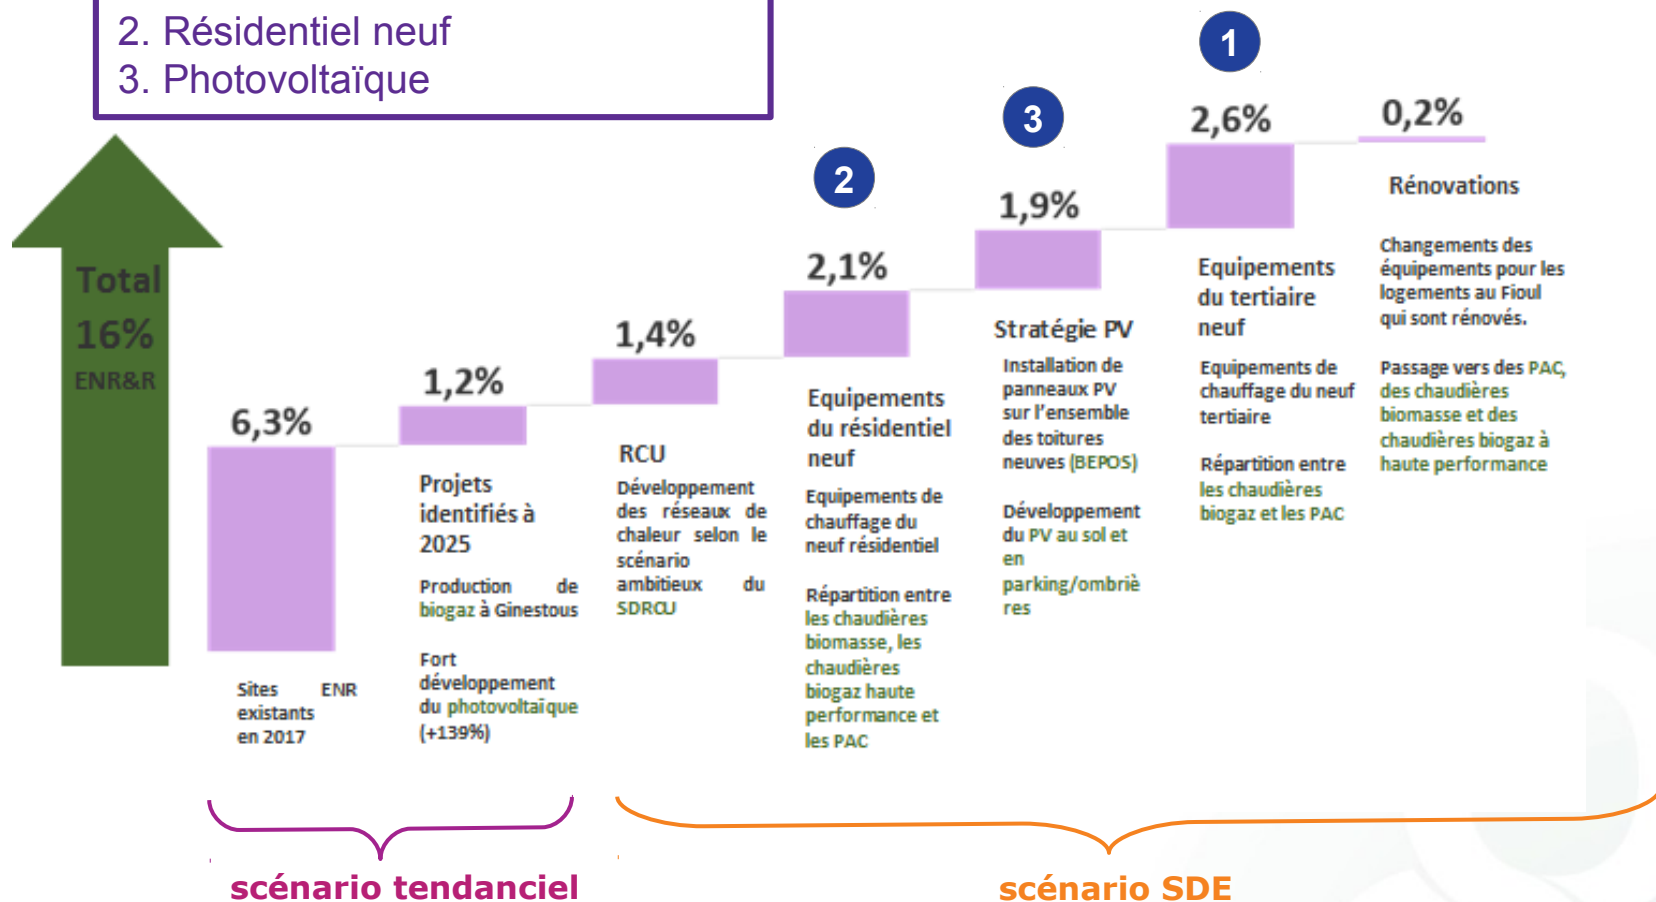 2. Résidentiel neuf
3. Photovoltaïque
1
3
2
Total
16%
ENR&R
6,3%
Sites ENR
existants
en 2017
1,2%
Projets
identifiés à
2025
Production de
biogaz à Ginestous
Fort
développement
du photovoltaïque
(+139%)
1,4%
RCU
Développement
des réseaux de
chaleur selon le
scénario
ambitieux du
SDRCU
2,1%
Equipements
du résidentiel
neuf
Equipements de
chauffage du
neuf résidentiel
Répartition entre
les chaudières
biomasse, les
chaudières
biogaz haute
performance et
les PAC
1,9%
Stratégie PV
Installation de
panneaux PV
sur l'ensemble
des toitures
neuves (BEPOS)
Développement
du PV au sol et
en
parking/ombriè
res
2,6%
Equipements
du tertiaire
neuf
Equipements de
chauffage du neuf
tertiaire
Répartition entre
les chaudières
biogaz et les PAC
0,2%
Rénovations
Changements des
équipements pour les
logements au Fioul
qui sont rénovés.
Passage vers des PAC,
des chaudières
biomasse et des
chaudières biogaz à
haute performance
scénario tendanciel
scénario SDE